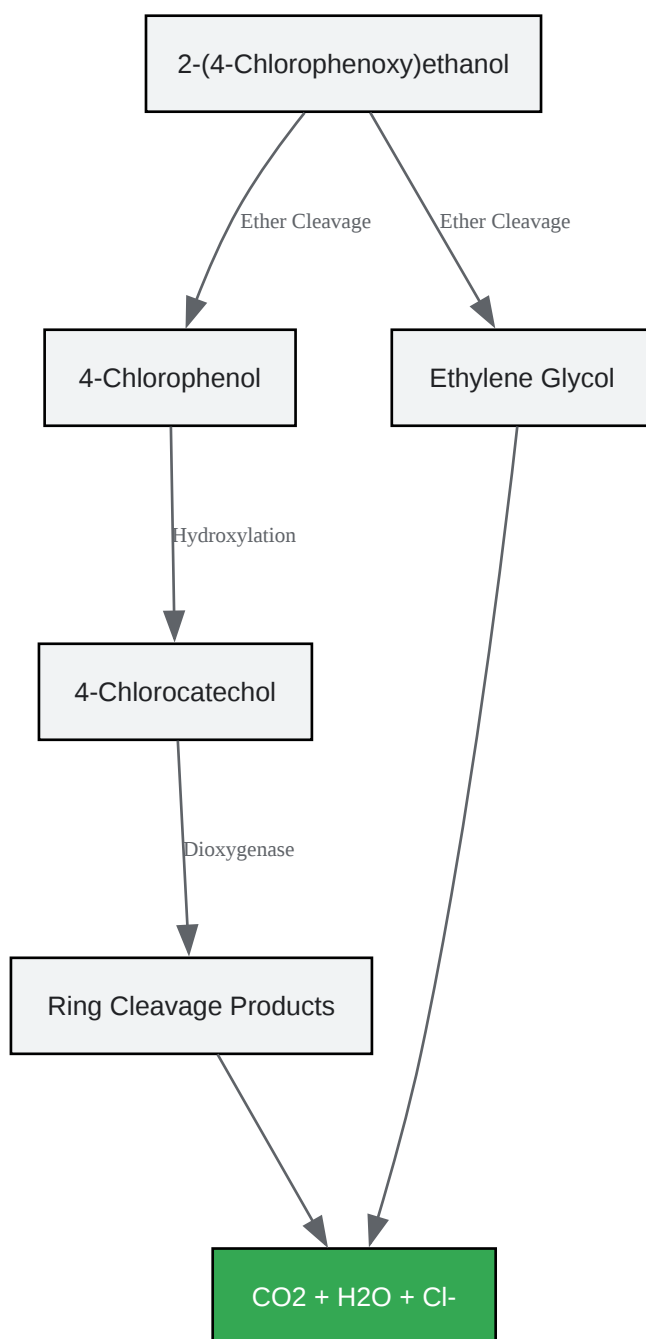 2-(4-Chlorophenoxy)ethanol
Ether Cleavage
Ether Cleavage
4-Chlorophenol
Ethylene Glycol
Hydroxylation
4-Chlorocatechol
Dioxygenase
Ring Cleavage Products
CO2 + H2O + Cl-